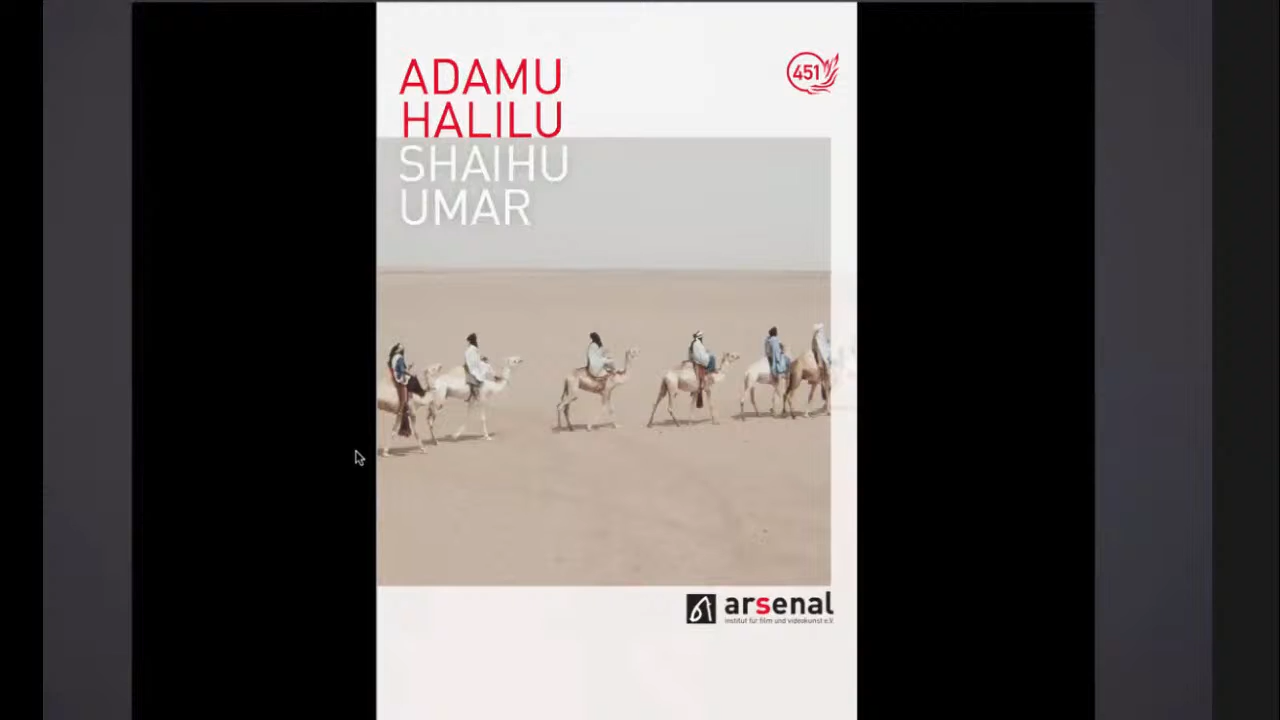 ADAMU
HALILU
SHAIHU
UMAR
451
arsenal
institut für film und videokunst e.V.